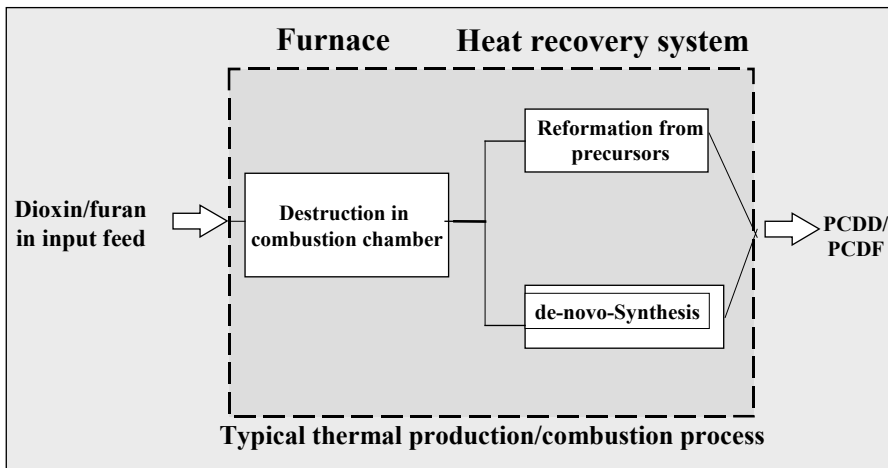 Furnace
Heat recovery system
Reformation from
precursors
Dioxin/furan
in input feed
Destruction in
combustion chamber
PCDD/
PCDF
de-novo-Synthesis
Typical thermal production/combustion process